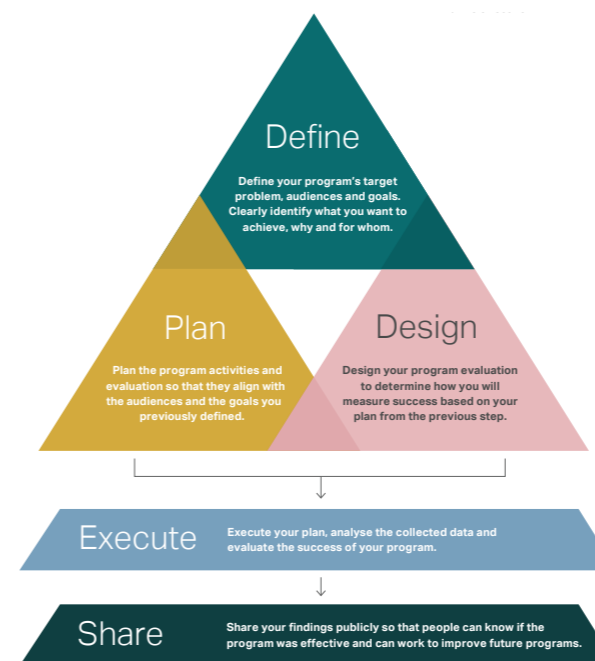 Define
Define your program's target
problem, audiences and goals.
Clearly identify what you want to
achieve, why and for whom.
Plan
Plan the program activities and
evaluation so that they align with
the audiences and the goals you
previously defined.
Design
Design your program evaluation
to determine how you will
measure success based on your
plan from the previous step.
Execute
Execute your plan, analyse the collected data and
evaluate the success of your program.
Share
Share your findings publicly so that people can know if the
program was effective and can work to improve future programs.